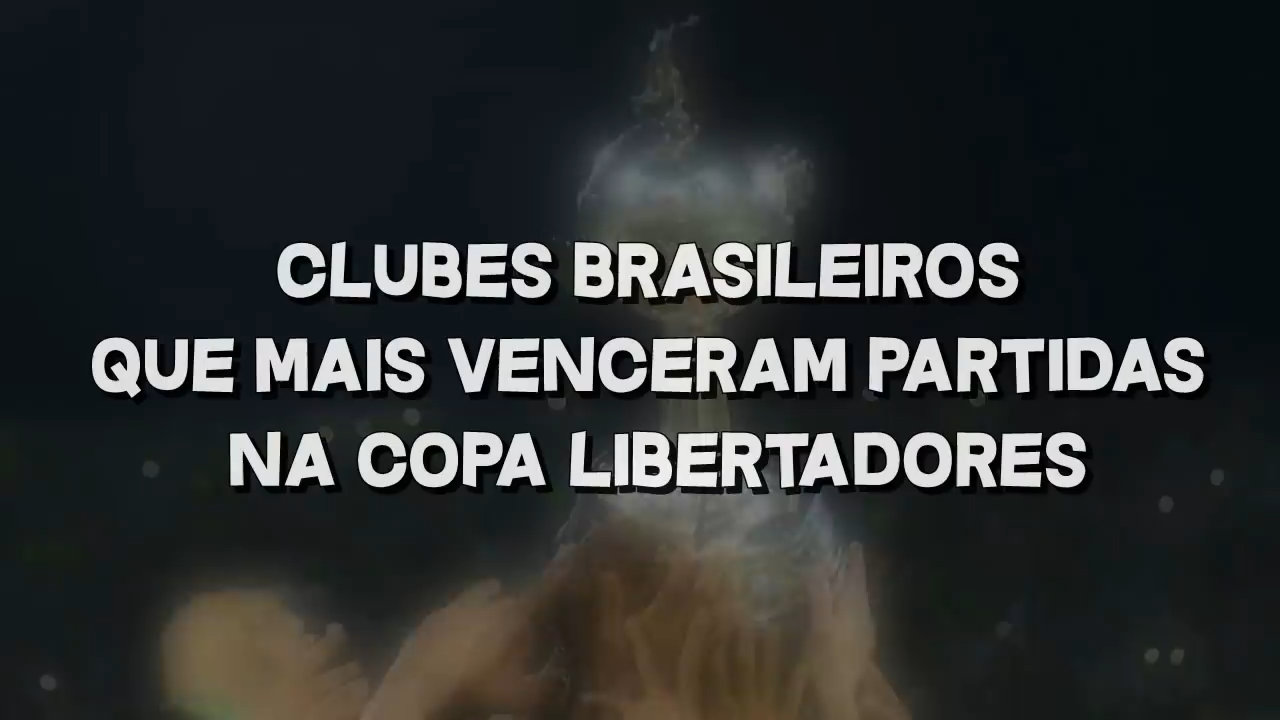 CLUBES BRASILEIROS
QUE MAIS VENCERAM PARTIDAS
NA COPA LIBERTADORES